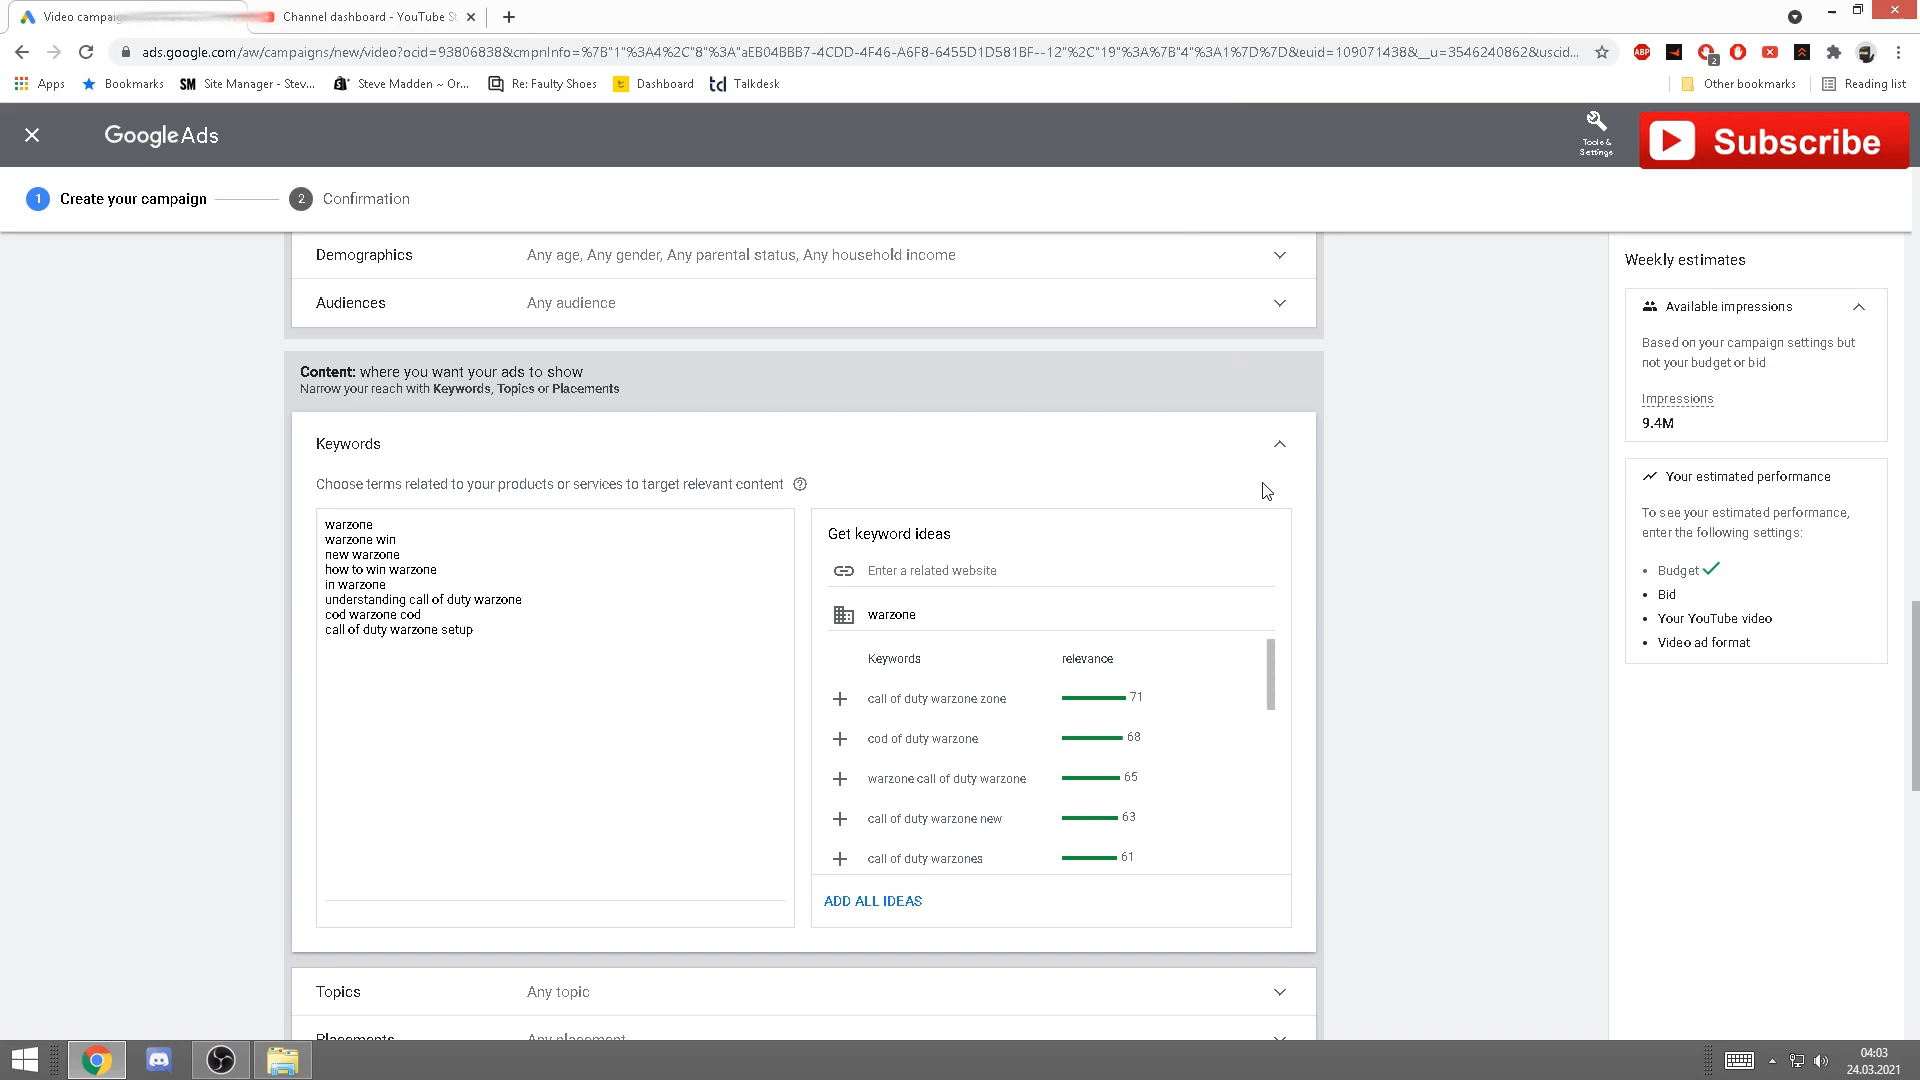 Video campaig
Channel dashboard - YouTube St
ads.google.com/aw/campaigns/new/video?ocid=93806838&cmpnInfo=%7B"1"%3A4%2C"8"%3A"aEB04BBB7-4CDD-4F46-A6F8-6455D1D581BF--12"%2C"19"%3A%7B"4"%3A1%7D%7D&euid=109071438&__u=3546240862&uscid...
ABP
2
Apps
Bookmarks
SM Site Manager - Stev...
Steve Madden ~ Or...
Re: Faulty Shoes
Dashboard
td Talkdesk
Other bookmarks
Reading list
Google Ads
Tools &
Settings
Subscribe
1 Create your campaign
2 Confirmation
Demographics Any age, Any gender, Any parental status, Any household income
Audiences Any audience
Content: where you want your ads to show
Narrow your reach with Keywords, Topics or Placements
Keywords
Choose terms related to your products or services to target relevant content
warzone
warzone win
new warzone
how to win warzone
in warzone
understanding call of duty warzone
cod warzone cod
call of duty warzone setup
Get keyword ideas
Enter a related website
warzone
Keywords relevance
call of duty warzone zone 71
cod of duty warzone 68
warzone call of duty warzone 65
call of duty warzone new 63
call of duty warzones 61
ADD ALL IDEAS
Topics Any topic
Placements Any placement
Weekly estimates
Available impressions
Based on your campaign settings but
not your budget or bid
Impressions
9.4M
Your estimated performance
To see your estimated performance,
enter the following settings:
• Budget
• Bid
• Your YouTube video
• Video ad format
04:03
24.03.2021